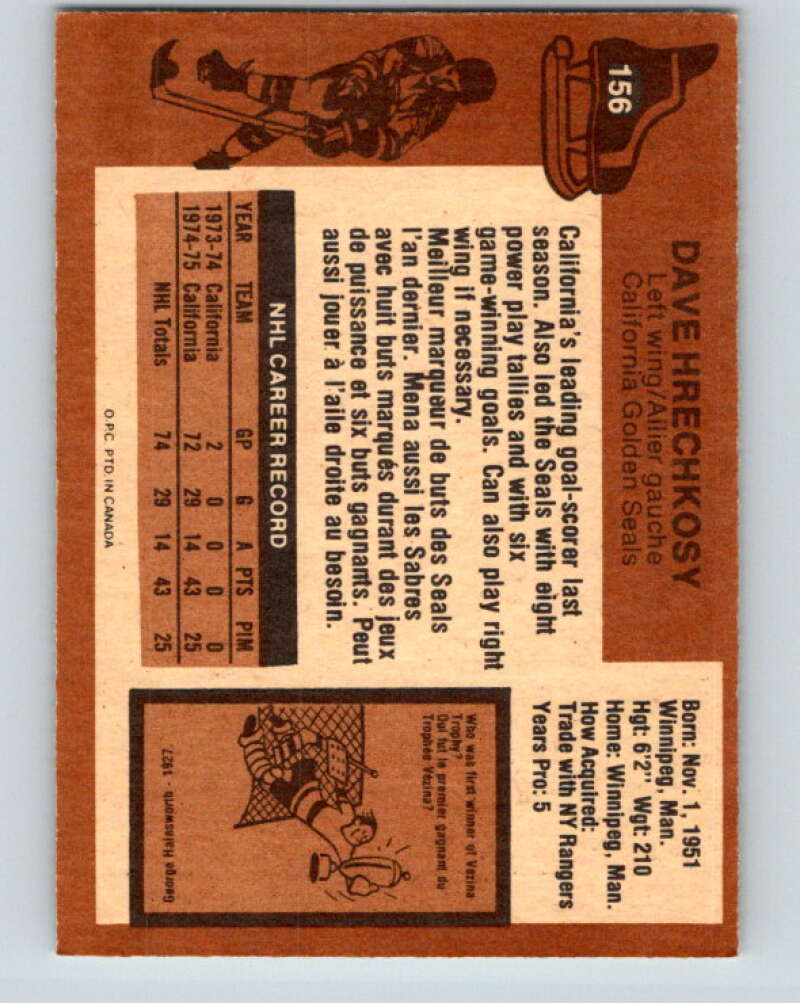 156
DAVE HRECHKOSY
Left wing/Ailier gauche
California Golden Seals
Born: Nov. 1, 1951
Winnipeg, Man.
Hgt: 6'2" Wgt: 210
Home: Winnipeg, Man.
How Acquired:
Trade with NY Rangers
Years Pro: 5
California's leading goal-scorer last
season. Also led the Seals with eight
power play tallies and with six
game-winning goals. Can also play right
wing if necessary.
Meilleur marqueur de buts des Seals
l'an dernier. Mena aussi les Sabres
avec huit buts marqués durant des jeux
de puissance et six buts gagnants. Peut
aussi jouer à l'aile droite au besoin.
NHL CAREER RECORD
YEAR TEAM GP G A PTS PIM
1973-74 California 2 0 0 0 0
1974-75 California 72 29 14 43 25
NHL Totals 74 29 14 43 25
Who was first winner of Vezina
Trophy?
Qui fut le premier gagnant du
Trophée Vézina?
George Hainsworth - 1927
O.P.C. PTD. IN CANADA